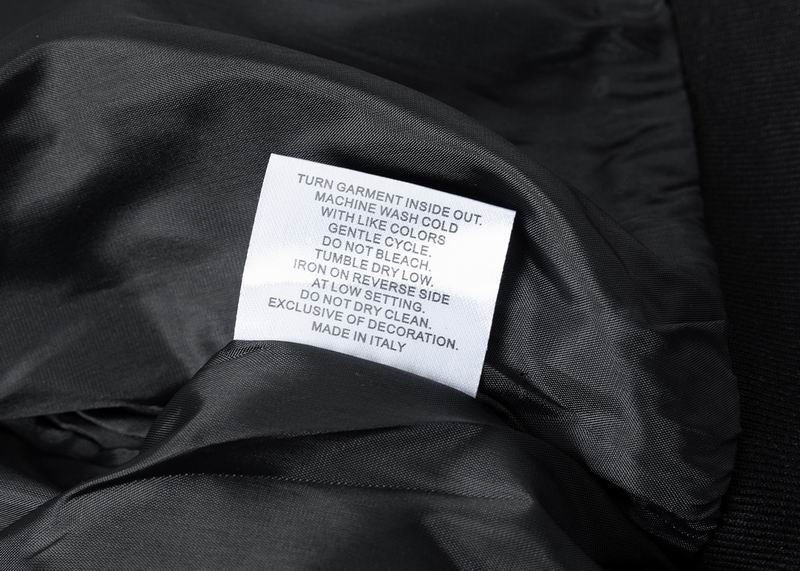 TURN GARMENT INSIDE OUT.
MACHINE WASH COLD
WITH LIKE COLORS
GENTLE CYCLE.
DO NOT BLEACH.
TUMBLE DRY LOW.
IRON ON REVERSE SIDE
AT LOW SETTING.
DO NOT DRY CLEAN.
EXCLUSIVE OF DECORATION.
MADE IN ITALY